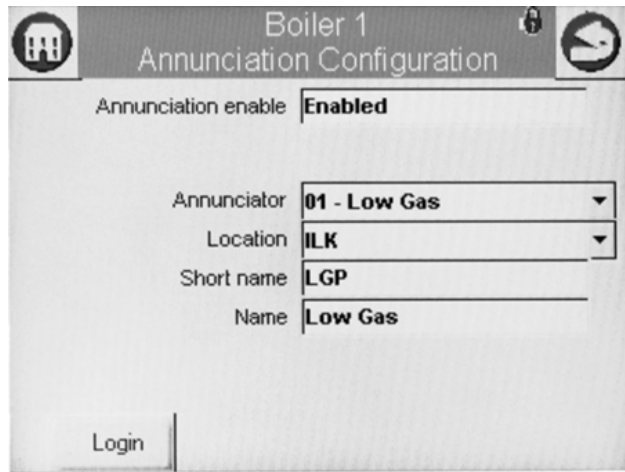 Boiler 1
Annunciation Configuration
Annunciation enable Enabled
Annunciator 01 - Low Gas
Location ILK
Short name LGP
Name Low Gas
Login